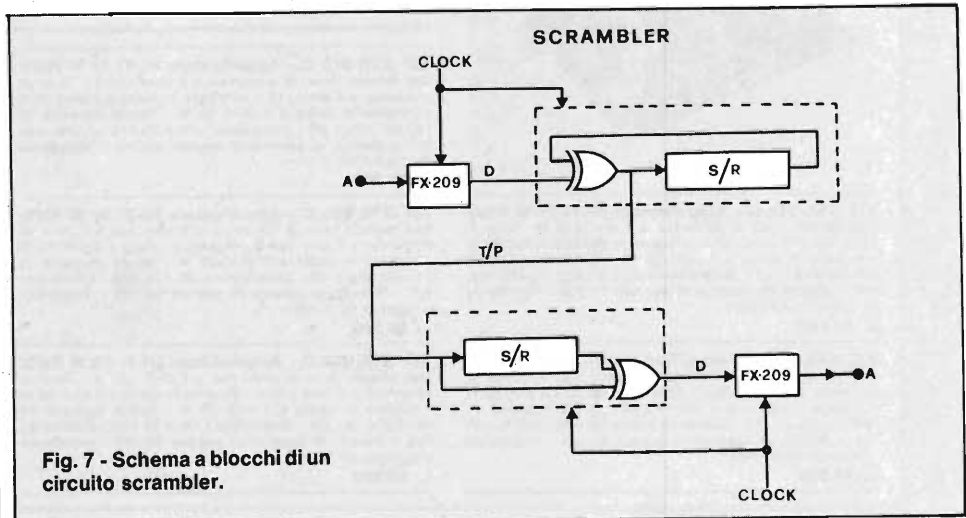 SCRAMBLER
CLOCK
A
FX-209
D
S/R
T/P
S/R
D
FX-209
A
CLOCK
Fig. 7 - Schema a blocchi di un
circuito scrambler.